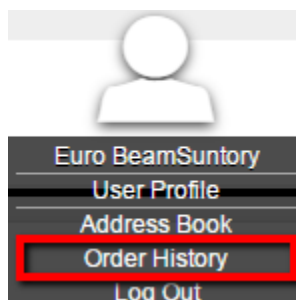 Euro BeamSuntory
User Profile
Address Book
Order History
Log Out